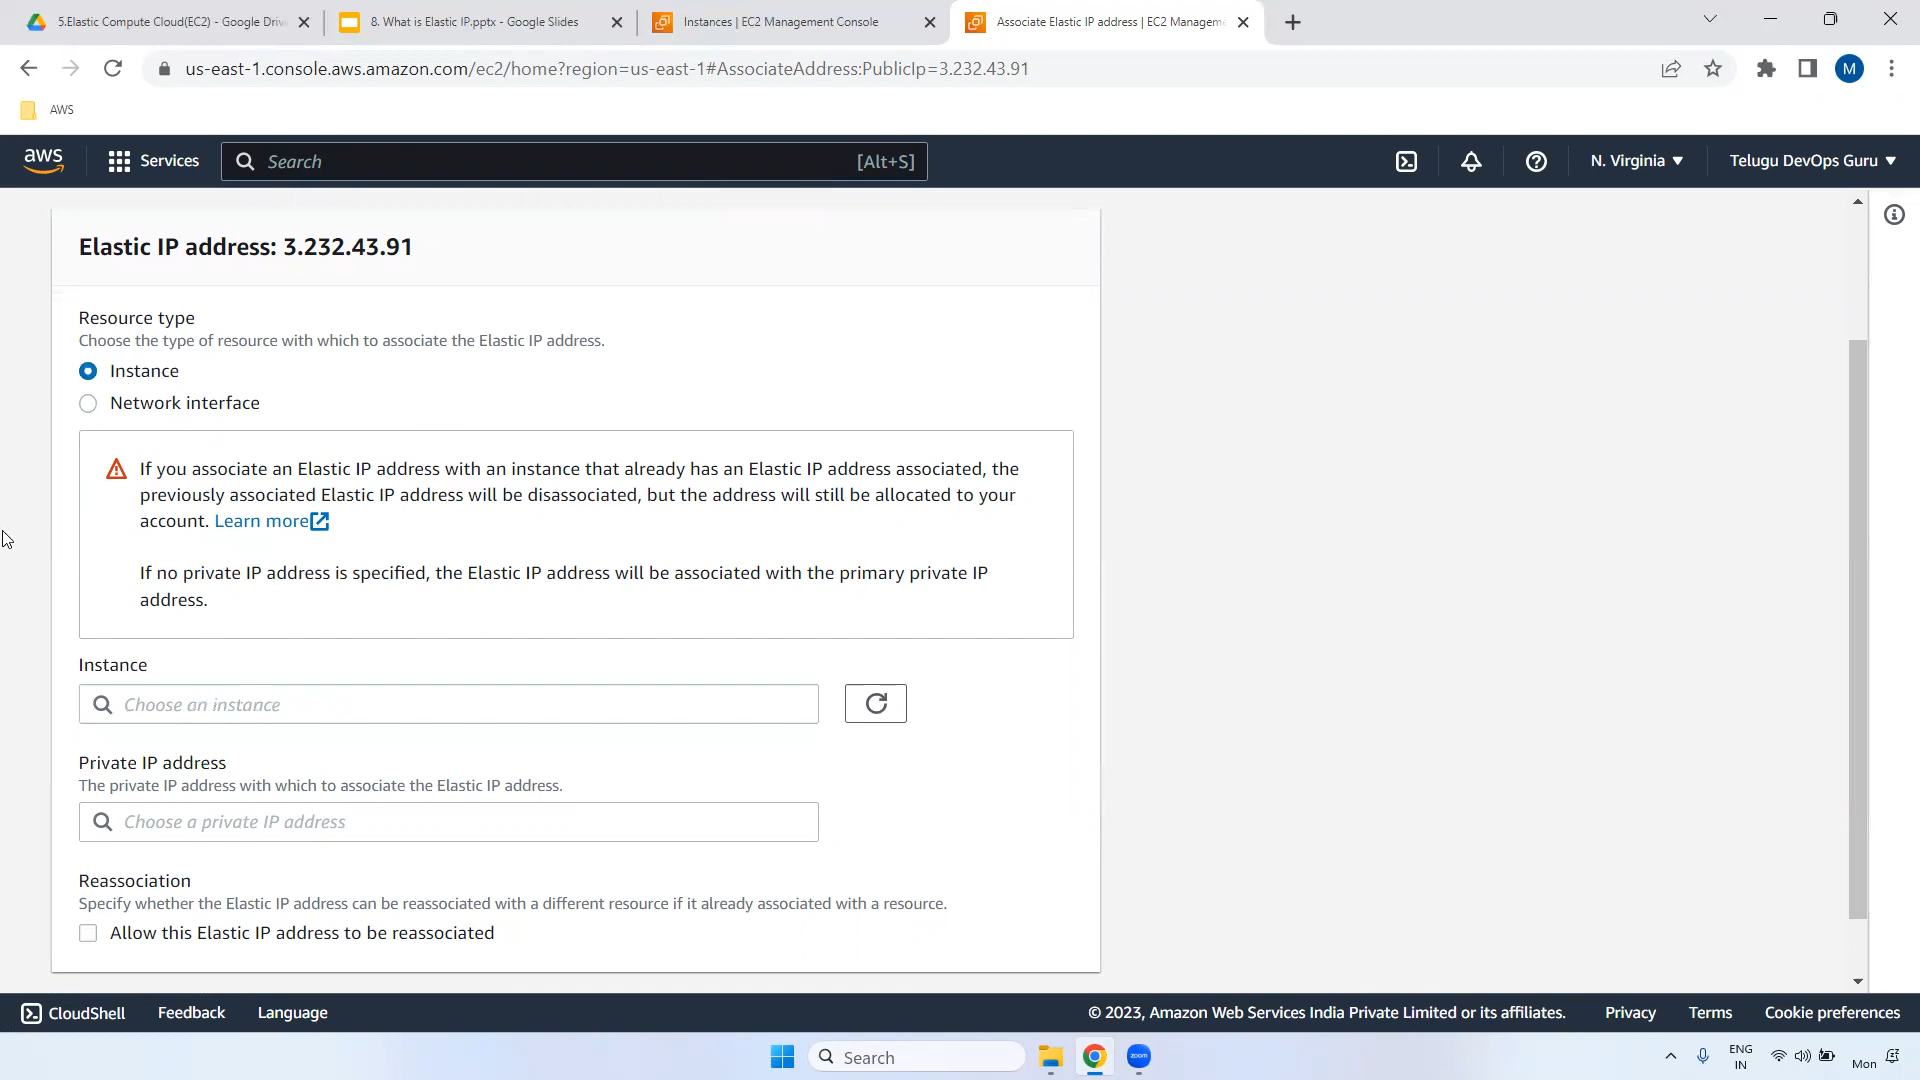 5.Elastic Compute Cloud(EC2) - Google Driv
8. What is Elastic IP.pptx - Google Slides
Instances | EC2 Management Console
Associate Elastic IP address | EC2 Manageme
us-east-1.console.aws.amazon.com/ec2/home?region=us-east-1#AssociateAddress:PublicIp=3.232.43.91
M
AWS
aws
Services
Search
[Alt+S]
N. Virginia
Telugu DevOps Guru
Elastic IP address: 3.232.43.91
Resource type
Choose the type of resource with which to associate the Elastic IP address.
Instance
Network interface
If you associate an Elastic IP address with an instance that already has an Elastic IP address associated, the
previously associated Elastic IP address will be disassociated, but the address will still be allocated to your
account. Learn more
If no private IP address is specified, the Elastic IP address will be associated with the primary private IP
address.
Instance
Choose an instance
Private IP address
The private IP address with which to associate the Elastic IP address.
Choose a private IP address
Reassociation
Specify whether the Elastic IP address can be reassociated with a different resource if it already associated with a resource.
Allow this Elastic IP address to be reassociated
CloudShell
Feedback
Language
© 2023, Amazon Web Services India Private Limited or its affiliates.
Privacy
Terms
Cookie preferences
Search
zoom
ENG
IN
Mon